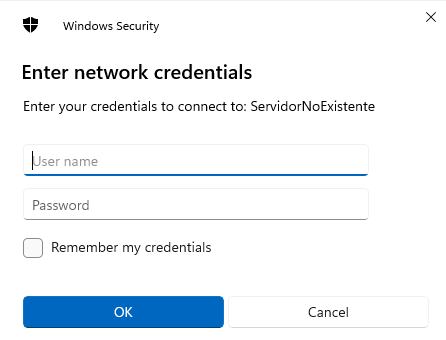 Windows Security
Enter network credentials
Enter your credentials to connect to: ServidorNoExistente
User name
Password
Remember my credentials
OK
Cancel